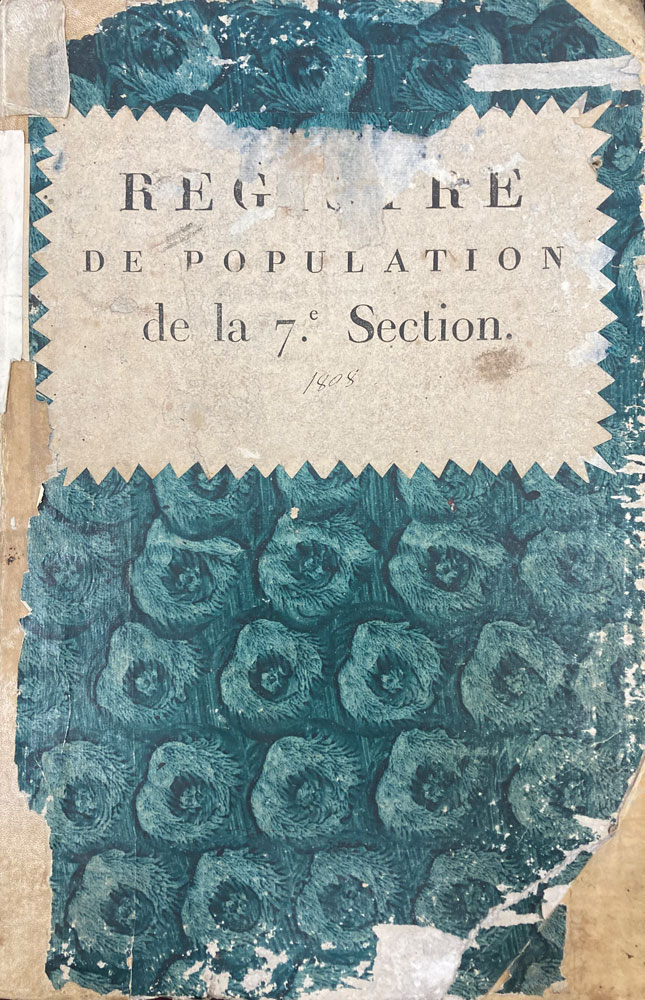 REGISTRE
DE POPULATION
de la 7.e Section.
1808